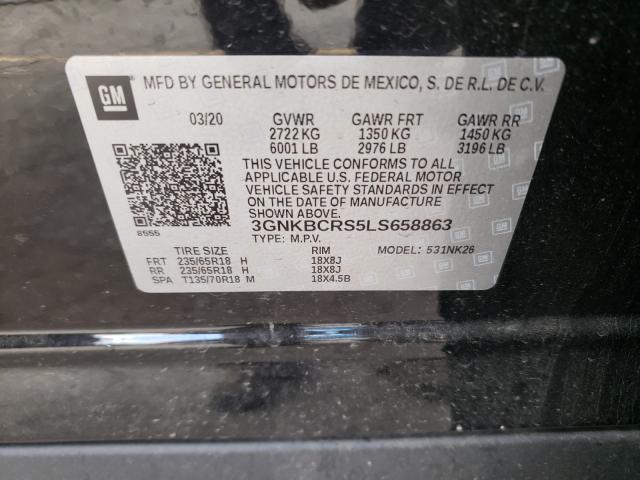 GM
MFD BY GENERAL MOTORS DE MEXICO, S. DE R.L. DE C.V.
03/20 GVWR GAWR FRT GAWR RR
2722 KG 1350 KG 1450 KG
6001 LB 2976 LB 3196 LB
THIS VEHICLE CONFORMS TO ALL
APPLICABLE U.S. FEDERAL MOTOR
VEHICLE SAFETY STANDARDS IN EFFECT
ON THE DATE OF MANUFACTURE
SHOWN ABOVE.
8555
3GNKBCRS5LS658863
TYPE: M.P.V. MODEL: 531NK26
TIRE SIZE RIM
FRT 235/65R18 H 18X8J
RR 235/65R18 H 18X8J
SPA T135/70R18 M 18X4.5B